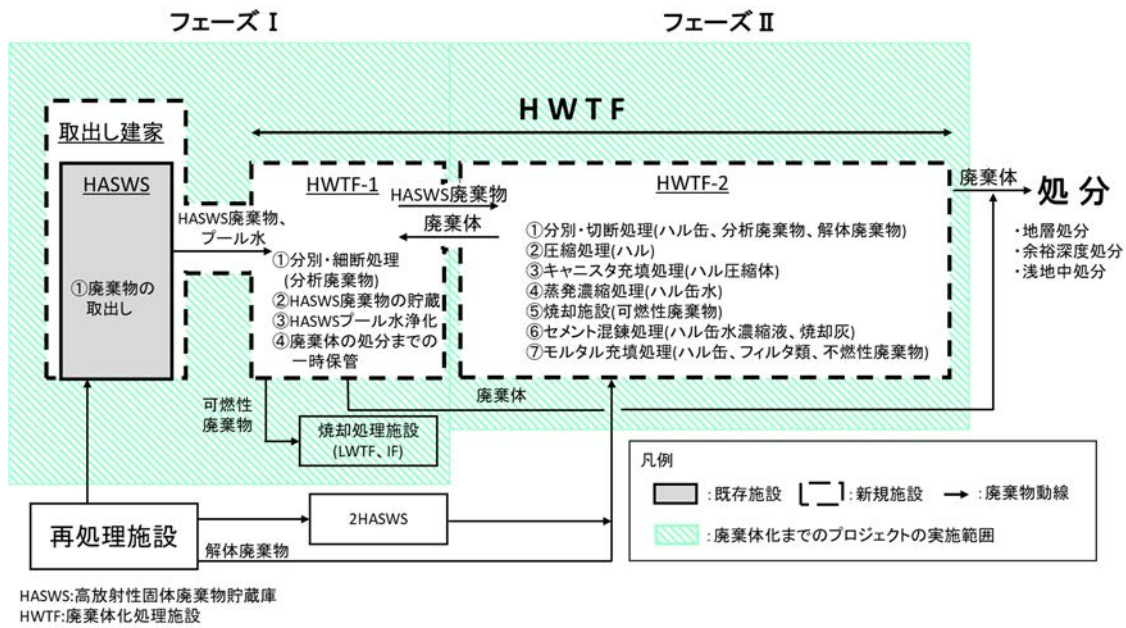 フェーズⅠ
フェーズⅡ
HWTF
取出し建家
HASWS
①廃棄物の
取出し
HASWS廃棄物、
プール水
HWTF-1
①分別・細断処理
(分析廃棄物)
②HASWS廃棄物の貯蔵
③HASWSプール水浄化
④廃棄体の処分までの
一時保管
HASWS廃棄物
廃棄体
HWTF-2
①分別・切断処理(ハル缶、分析廃棄物、解体廃棄物)
②圧縮処理(ハル)
③キャニスタ充填処理(ハル圧縮体)
④蒸発濃縮処理(ハル缶水)
⑤焼却施設(可燃性廃棄物)
⑥セメント混錬処理(ハル缶水濃縮液、焼却灰)
⑦モルタル充填処理(ハル缶、フィルタ類、不燃性廃棄物)
廃棄体
処分
・地層処分
・余裕深度処分
・浅地中処分
可燃性
廃棄物
廃棄体
焼却処理施設
(LWTF、IF)
再処理施設
2HASWS
解体廃棄物
凡例
:既存施設
:新規施設
:廃棄物動線
:廃棄体化までのプロジェクトの実施範囲
HASWS:高放射性固体廃棄物貯蔵庫
HWTF:廃棄体化処理施設